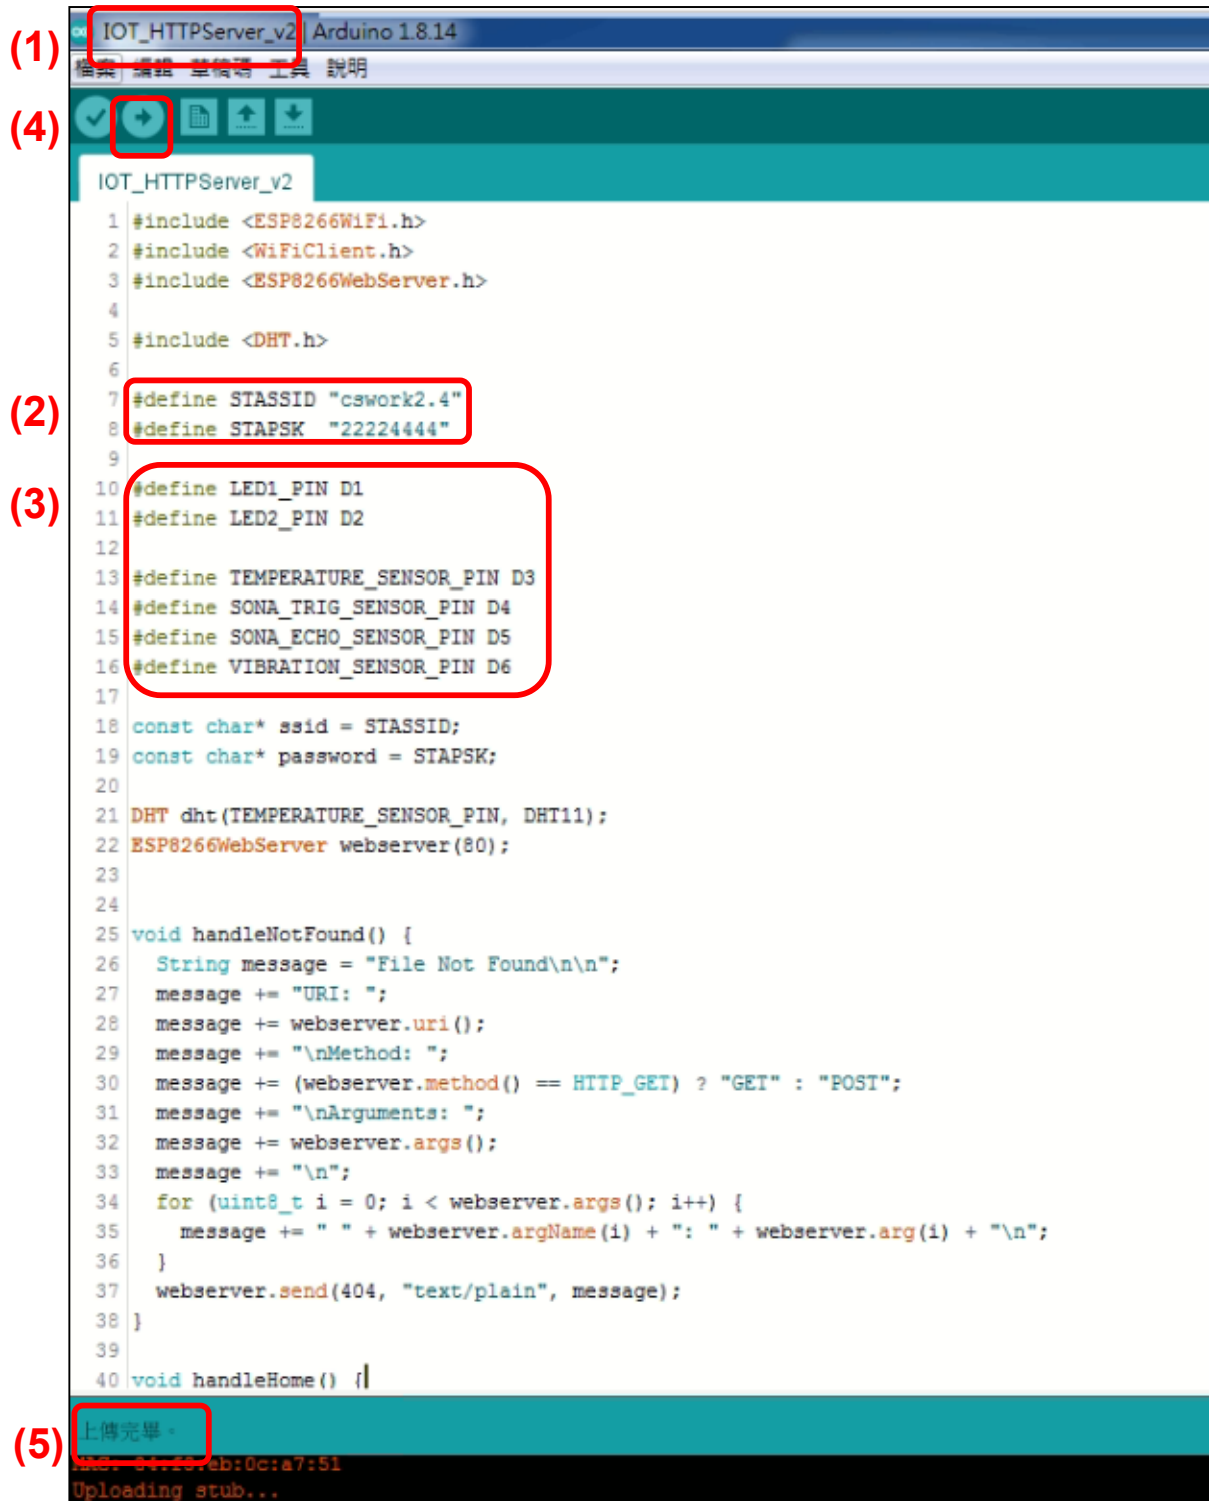 (1)
IOT_HTTPServer_v2 | Arduino 1.8.14
檔案 編輯 草稿碼 工具 說明
(4)
IOT_HTTPServer_v2
1 #include <ESP8266WiFi.h>
2 #include <WiFiClient.h>
3 #include <ESP8266WebServer.h>
4
5 #include <DHT.h>
6
(2)
7 #define STASSID "cswork2.4"
8 #define STAPSK  "22224444"
9
(3)
10 #define LED1_PIN D1
11 #define LED2_PIN D2
12
13 #define TEMPERATURE_SENSOR_PIN D3
14 #define SONA_TRIG_SENSOR_PIN D4
15 #define SONA_ECHO_SENSOR_PIN D5
16 #define VIBRATION_SENSOR_PIN D6
17
18 const char* ssid = STASSID;
19 const char* password = STAPSK;
20
21 DHT dht(TEMPERATURE_SENSOR_PIN, DHT11);
22 ESP8266WebServer webserver(80);
23
24
25 void handleNotFound() {
26   String message = "File Not Found\n\n";
27   message += "URI: ";
28   message += webserver.uri();
29   message += "\nMethod: ";
30   message += (webserver.method() == HTTP_GET) ? "GET" : "POST";
31   message += "\nArguments: ";
32   message += webserver.args();
33   message += "\n";
34   for (uint8_t i = 0; i < webserver.args(); i++) {
35     message += " " + webserver.argName(i) + ": " + webserver.arg(i) + "\n";
36   }
37   webserver.send(404, "text/plain", message);
38 }
39
40 void handleHome() {
(5)
上傳完畢。
MAC: :eb:0c:a7:51
Uploading stub...